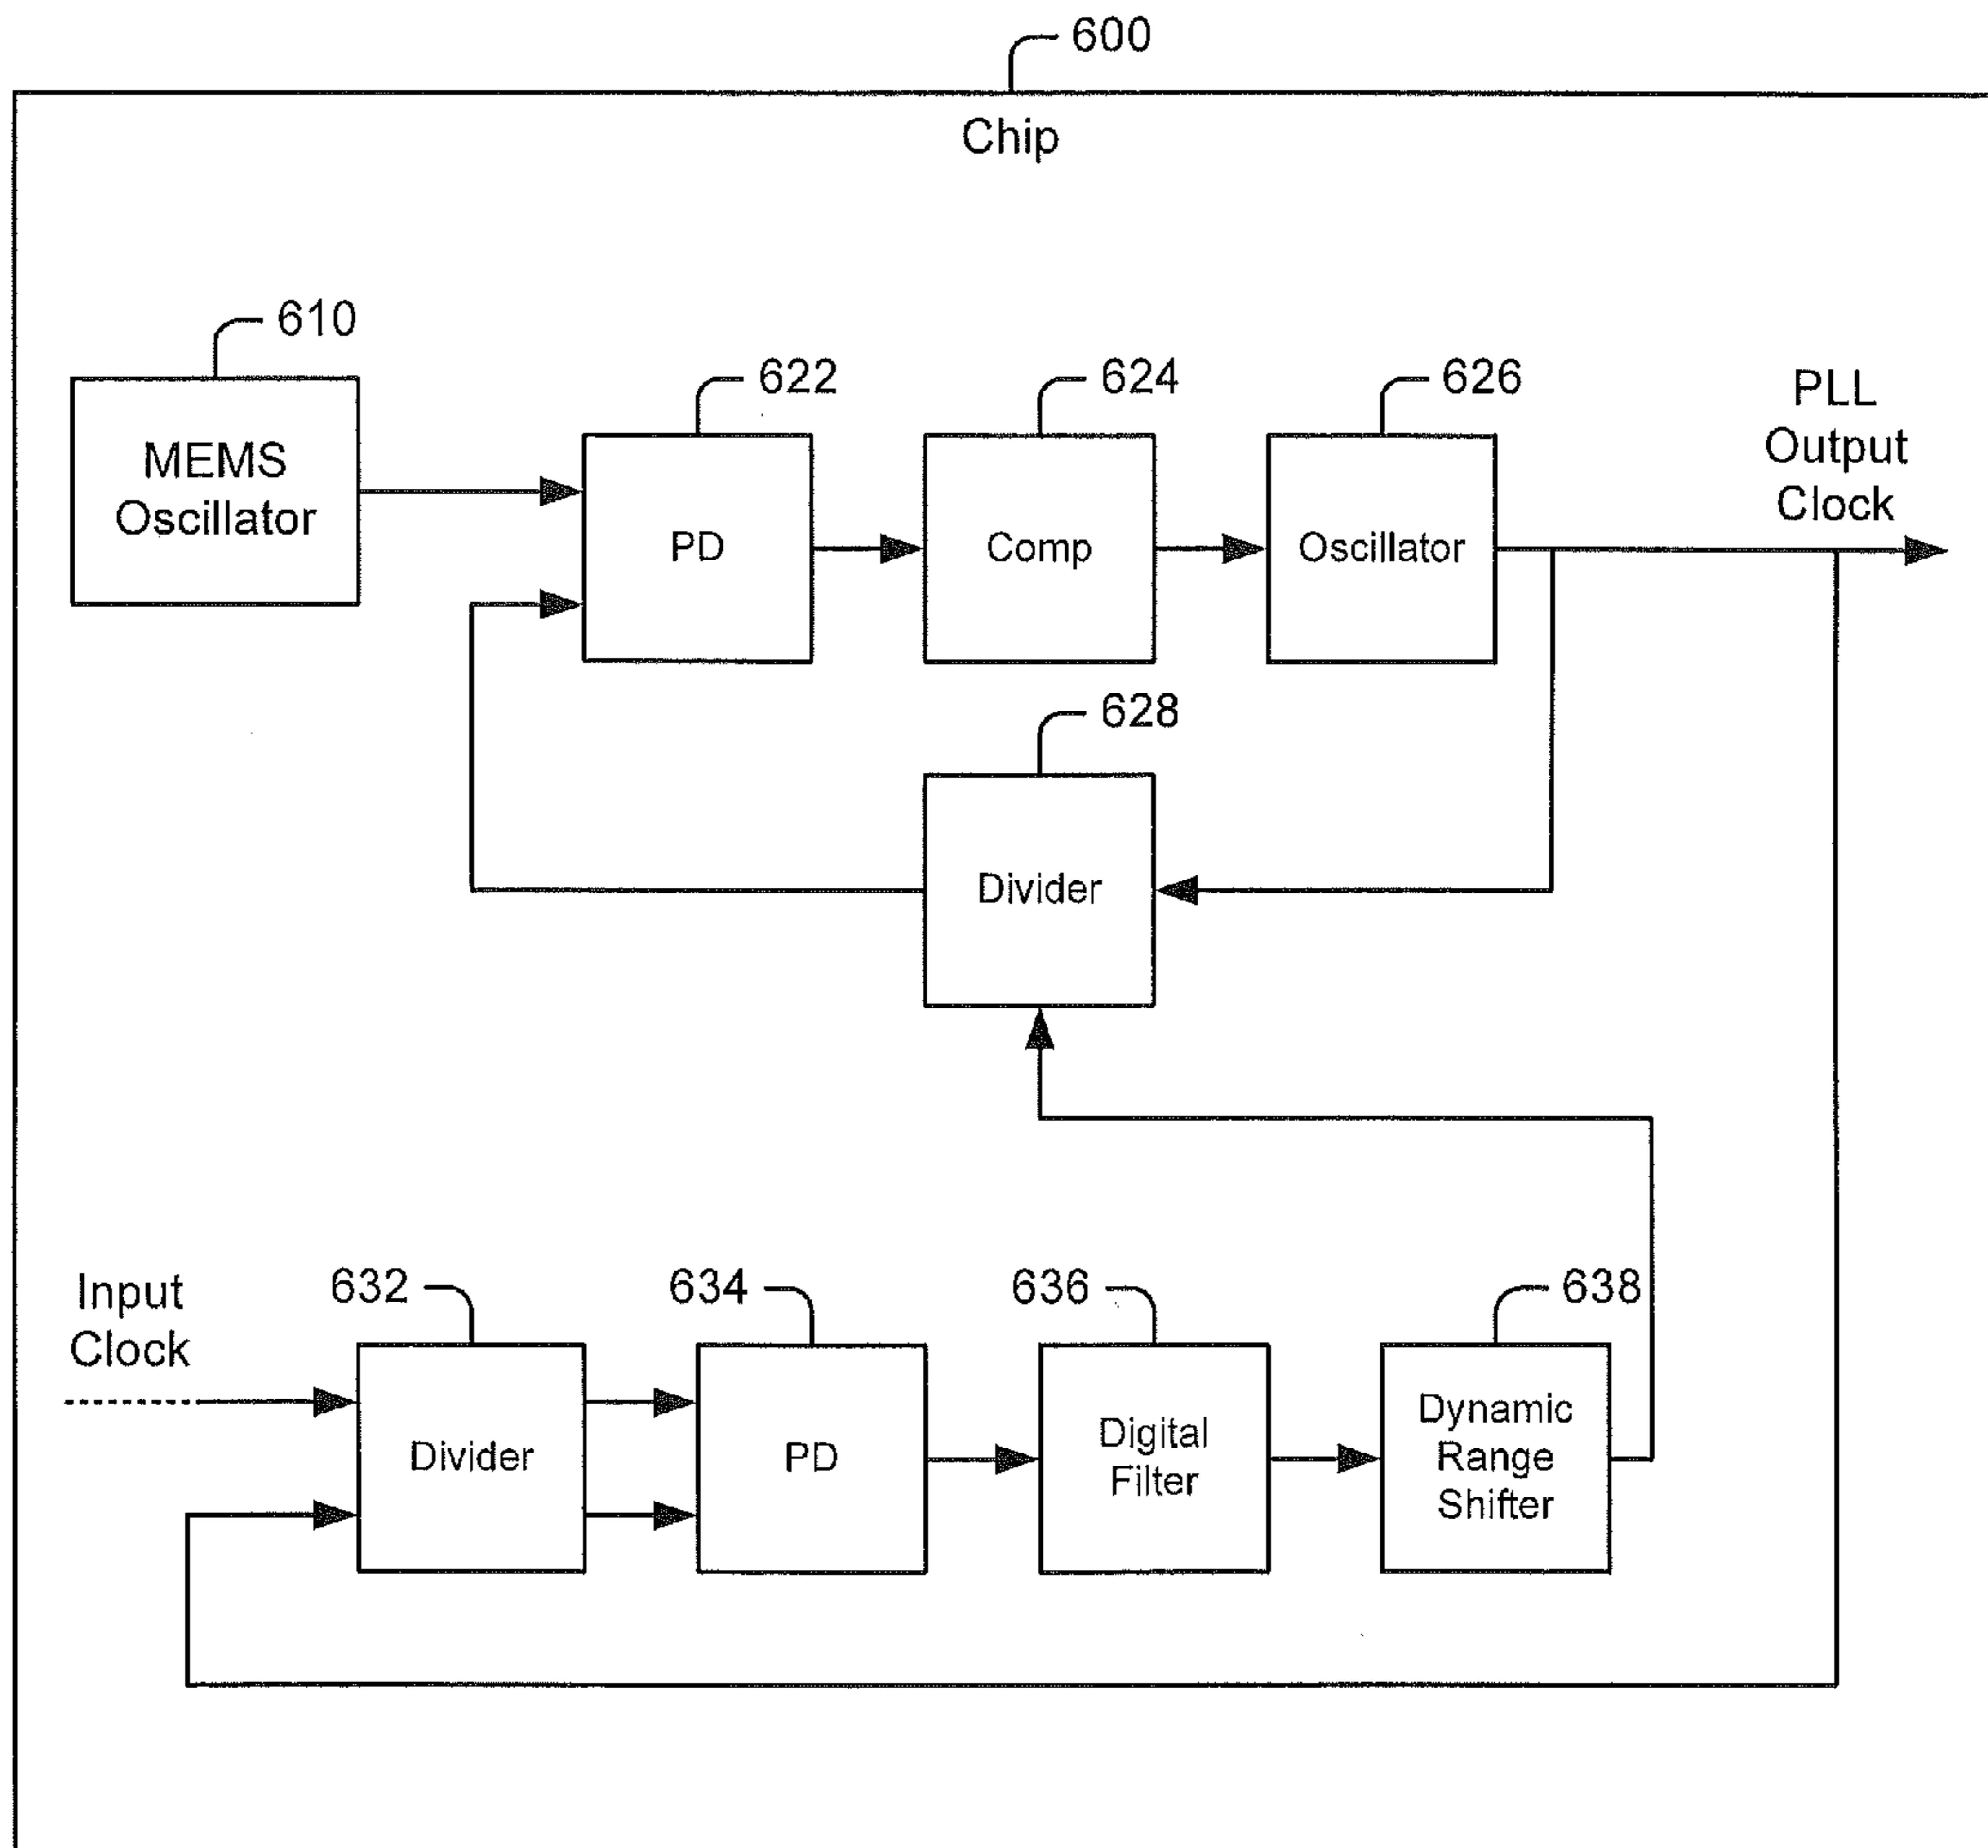 600
Chip
610
MEMS
Oscillator
622
PD
624
Comp
626
Oscillator
PLL
Output
Clock
628
Divider
Input
Clock
632
Divider
634
PD
636
Digital
Filter
638
Dynamic
Range
Shifter